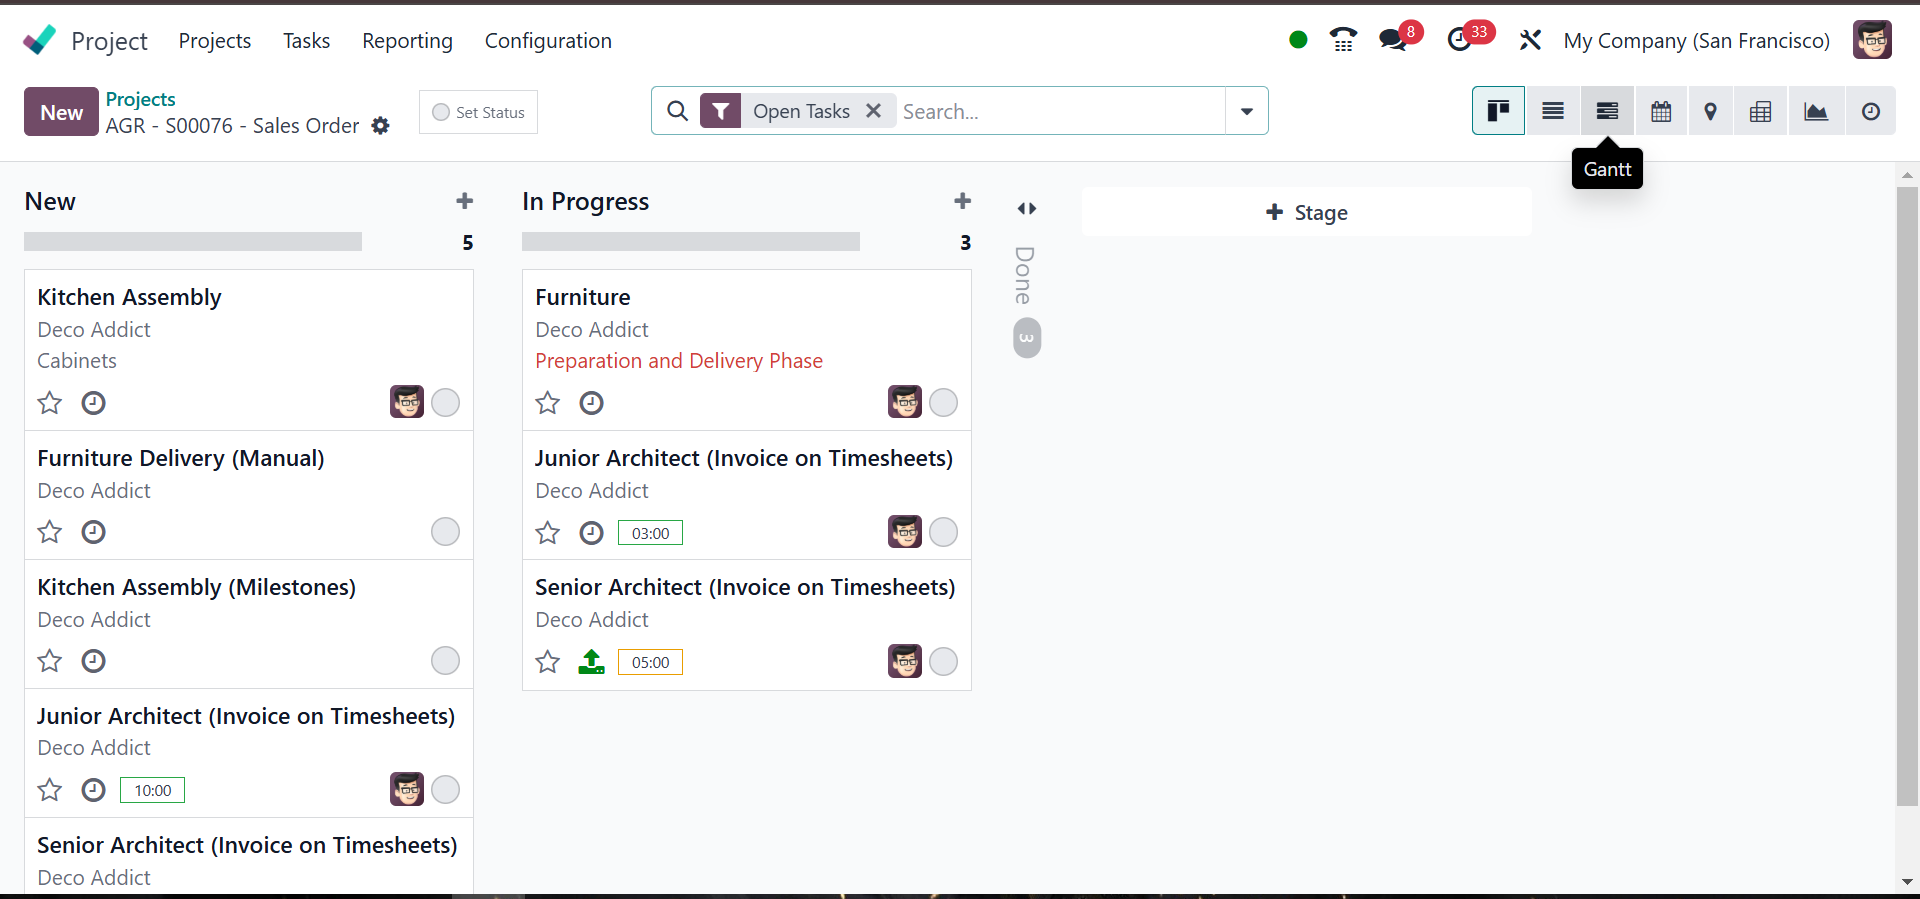 Project Projects Tasks Reporting Configuration 8 33 My Company (San Francisco)
New Projects
AGR - S00076 - Sales Order Set Status Open Tasks Search...
Gantt
New 5
Kitchen Assembly
Deco Addict
Cabinets
Furniture Delivery (Manual)
Deco Addict
Kitchen Assembly (Milestones)
Deco Addict
Junior Architect (Invoice on Timesheets)
Deco Addict
10:00
Senior Architect (Invoice on Timesheets)
Deco Addict
In Progress 3
Furniture
Deco Addict
Preparation and Delivery Phase
Junior Architect (Invoice on Timesheets)
Deco Addict
03:00
Senior Architect (Invoice on Timesheets)
Deco Addict
05:00
Done 3
Stage